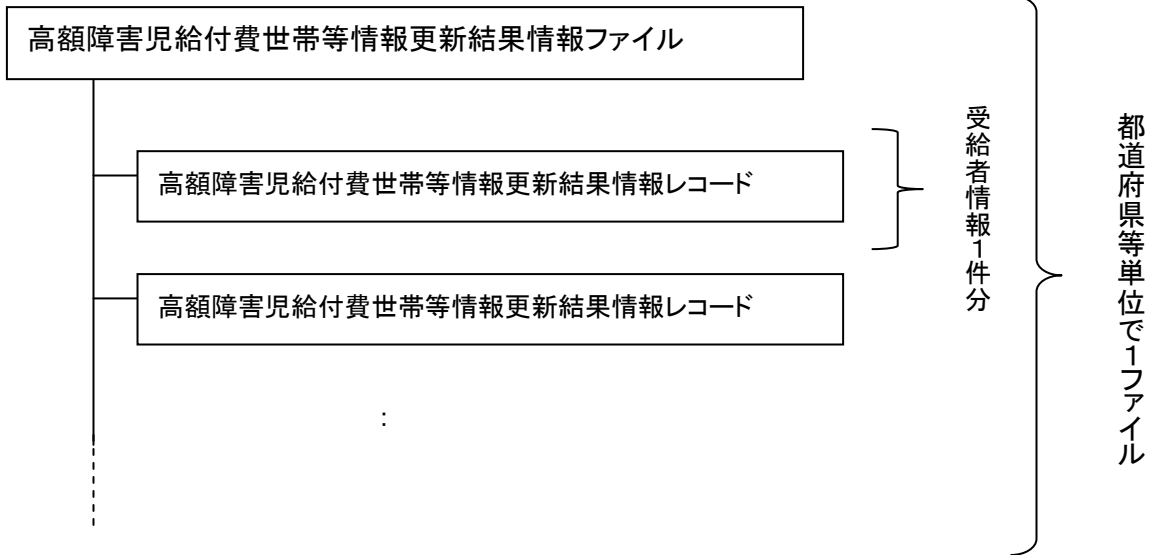 高額障害児給付費世帯等情報更新結果情報ファイル
高額障害児給付費世帯等情報更新結果情報レコード
高額障害児給付費世帯等情報更新結果情報レコード
:
受給者情報1件分
都道府県等単位で1ファイル